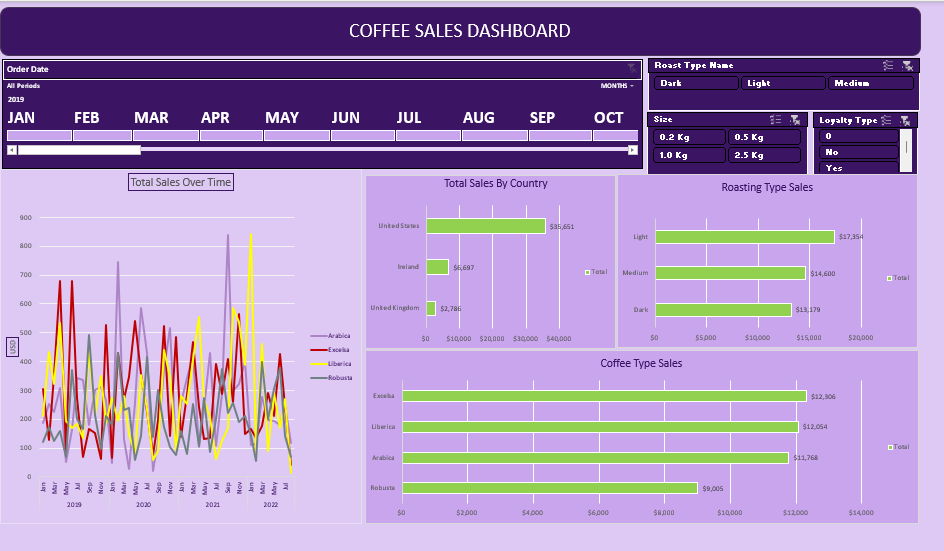 COFFEE SALES DASHBOARD
Order Date
All Periods
MONTHS
2019
JAN FEB MAR APR MAY JUN JUL AUG SEP OCT
Roast Type Name
Dark Light Medium
Size
0.2 Kg 0.5 Kg
1.0 Kg 2.5 Kg
Loyalty Type
0
No
Yes
Total Sales Over Time
900
800
700
600
500
400
300
200
100
0
USD
Jan Mar May Jul Sep Nov Jan Mar May Jul Sep Nov Jan Mar May Jul Sep Nov Jan Mar May Jul
2019 2020 2021 2022
Arabica
Excelsa
Liberica
Robusta
Total Sales By Country
United States $35,651
Ireland $6,697
United Kingdom $2,786
$0 $10,000 $20,000 $30,000 $40,000
Total
Roasting Type Sales
Light $17,354
Medium $14,600
Dark $13,179
$0 $5,000 $10,000 $15,000 $20,000
Total
Coffee Type Sales
Excelsa $12,306
Liberica $12,054
Arabica $11,768
Robusta $9,005
$0 $2,000 $4,000 $6,000 $8,000 $10,000 $12,000 $14,000
Total